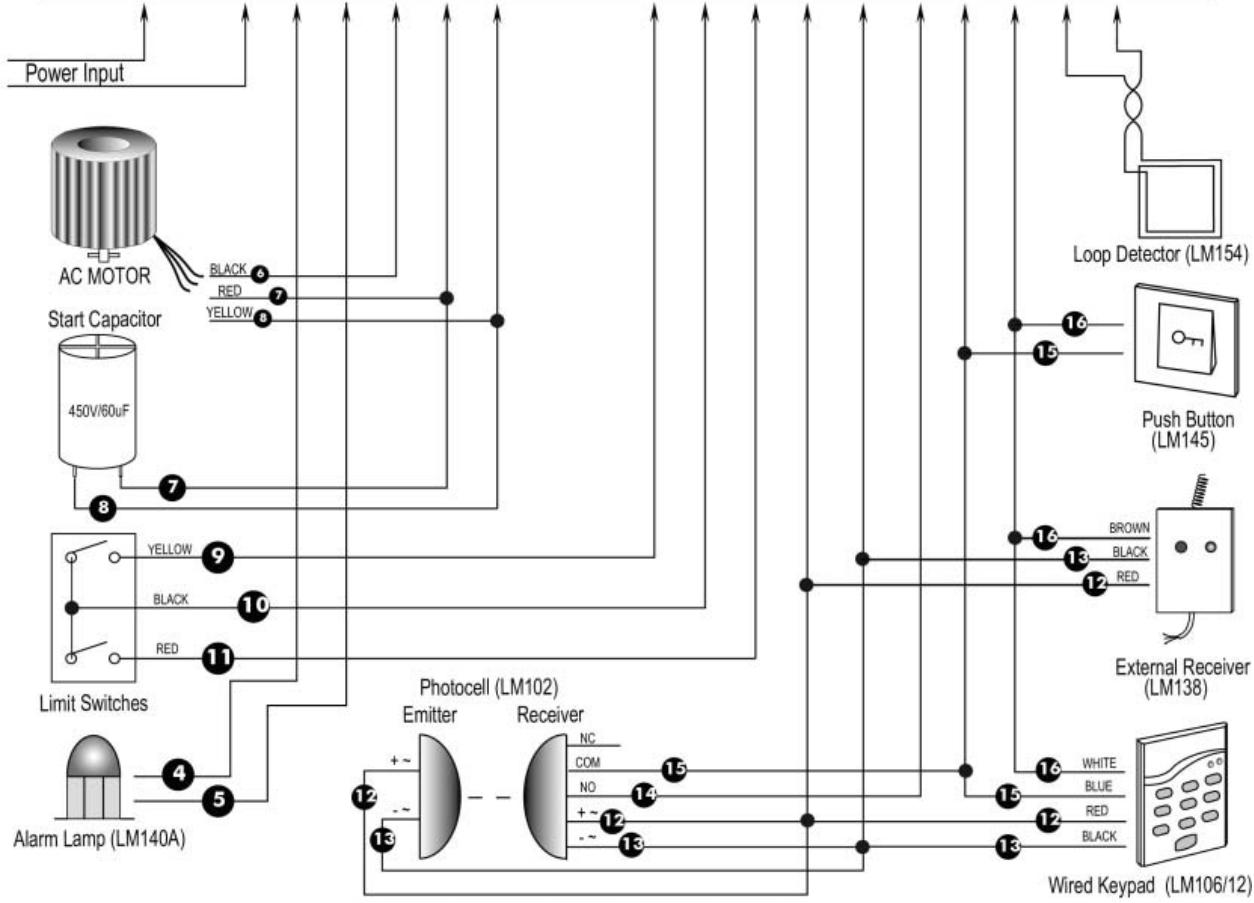 Power Input
AC MOTOR
BLACK 6
RED 7
YELLOW 8
Start Capacitor
450V/60uF
7
8
YELLOW 9
BLACK 10
RED 11
Limit Switches
4
5
Alarm Lamp (LM140A)
Photocell (LM102)
Emitter
Receiver
+ ~
- ~
12
13
NC
COM 15
NO 14
+ ~ 12
- ~ 13
Loop Detector (LM154)
16
15
Push Button
(LM145)
16 BROWN
13 BLACK
12 RED
External Receiver
(LM138)
16 WHITE
15 BLUE
12 RED
13 BLACK
Wired Keypad (LM106/12)